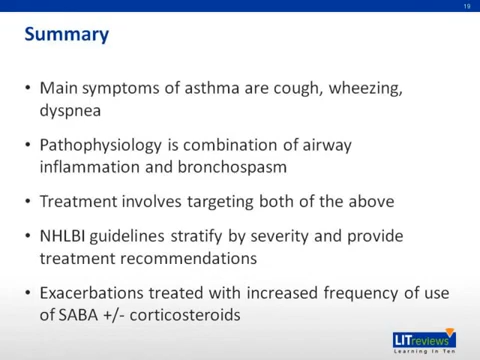 19
Summary
• Main symptoms of asthma are cough, wheezing,
dyspnea
• Pathophysiology is combination of airway
inflammation and bronchospasm
• Treatment involves targeting both of the above
• NHLBI guidelines stratify by severity and provide
treatment recommendations
• Exacerbations treated with increased frequency of use
of SABA +/- corticosteroids
LITreviews
Learning in Ten